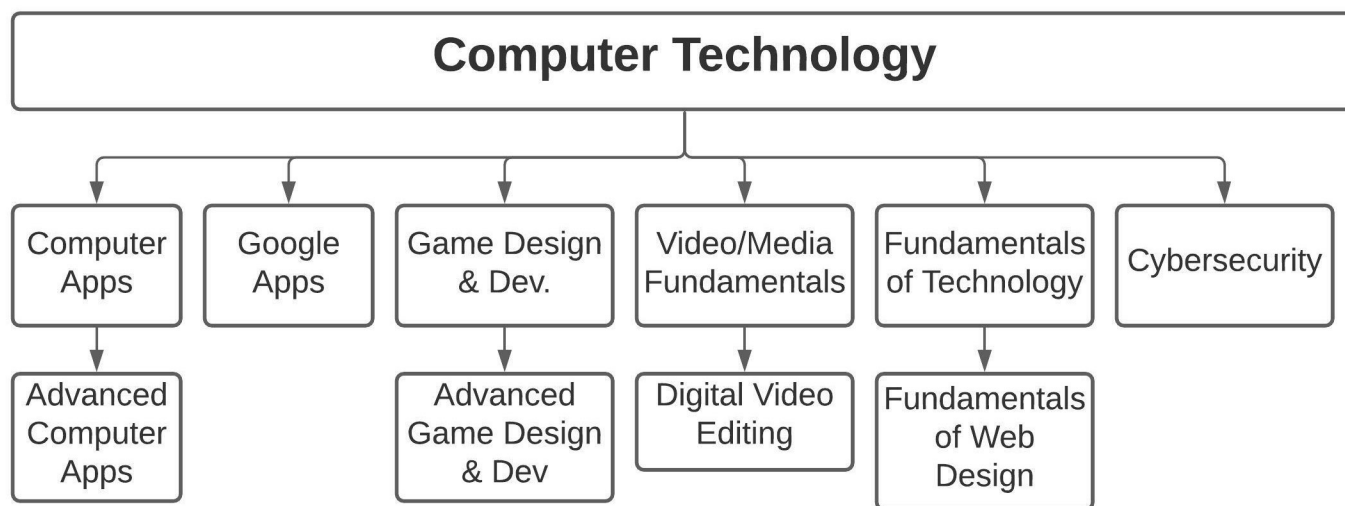 Computer Technology
Computer
Apps
Google
Apps
Game Design
& Dev.
Video/Media
Fundamentals
Fundamentals
of Technology
Cybersecurity
Advanced
Computer
Apps
Advanced
Game Design
& Dev
Digital Video
Editing
Fundamentals
of Web
Design